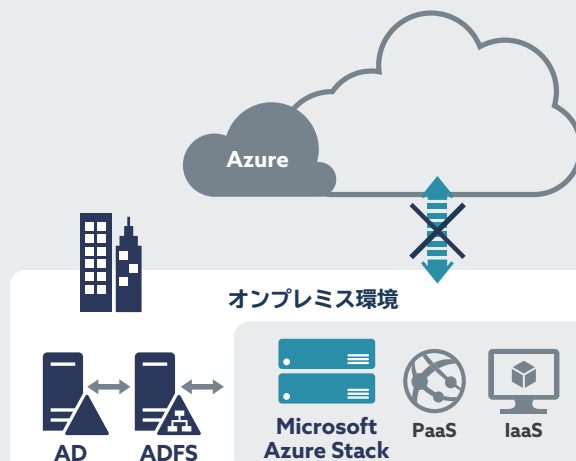 Azure
オンプレミス環境
AD
ADFS
Microsoft
Azure Stack
PaaS
IaaS